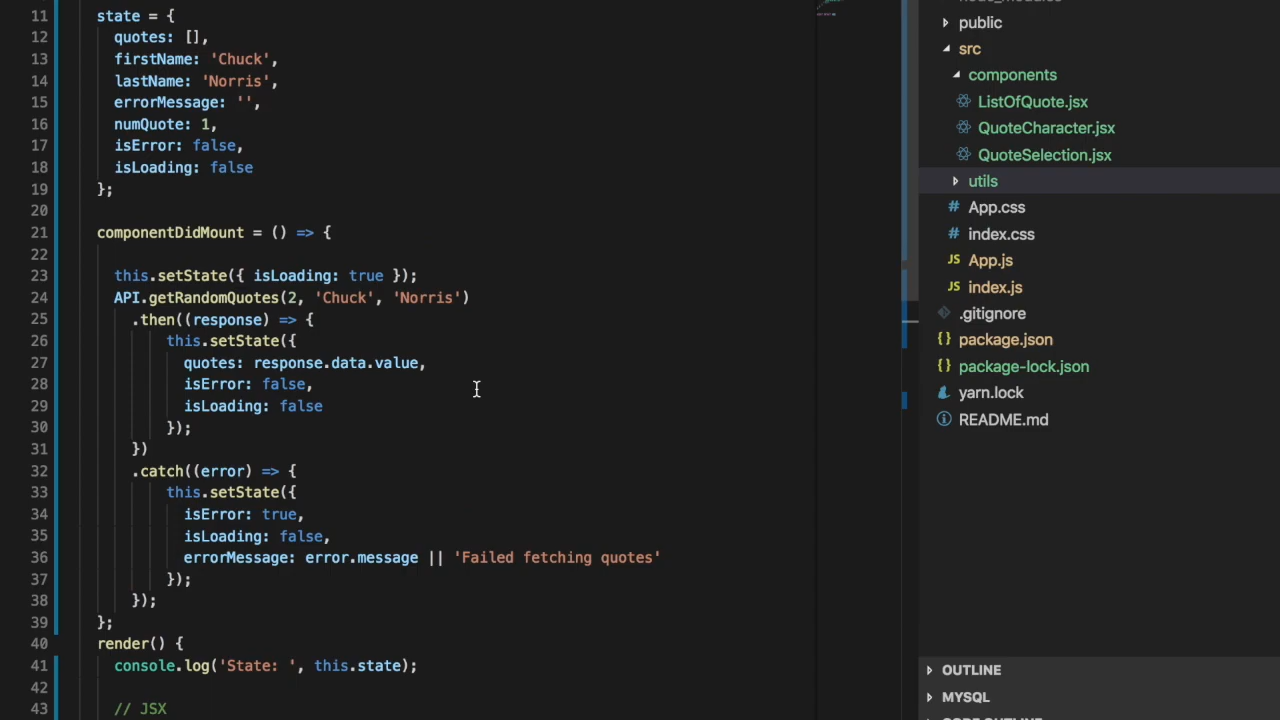 11 state = {
12 quotes: [],
13 firstName: 'Chuck',
14 lastName: 'Norris',
15 errorMessage: '',
16 numQuote: 1,
17 isError: false,
18 isLoading: false
19 };
20
21 componentDidMount = () => {
22
23 this.setState({ isLoading: true });
24 API.getRandomQuotes(2, 'Chuck', 'Norris')
25 .then((response) => {
26 this.setState({
27 quotes: response.data.value,
28 isError: false,
29 isLoading: false
30 });
31 })
32 .catch((error) => {
33 this.setState({
34 isError: true,
35 isLoading: false,
36 errorMessage: error.message || 'Failed fetching quotes'
37 });
38 });
39 };
40 render() {
41 console.log('State: ', this.state);
42
43 // JSX
node_modules
public
src
components
ListOfQuote.jsx
QuoteCharacter.jsx
QuoteSelection.jsx
utils
# App.css
# index.css
JS App.js
JS index.js
.gitignore
{} package.json
{} package-lock.json
yarn.lock
README.md
OUTLINE
MYSQL
CODE OUTLINE